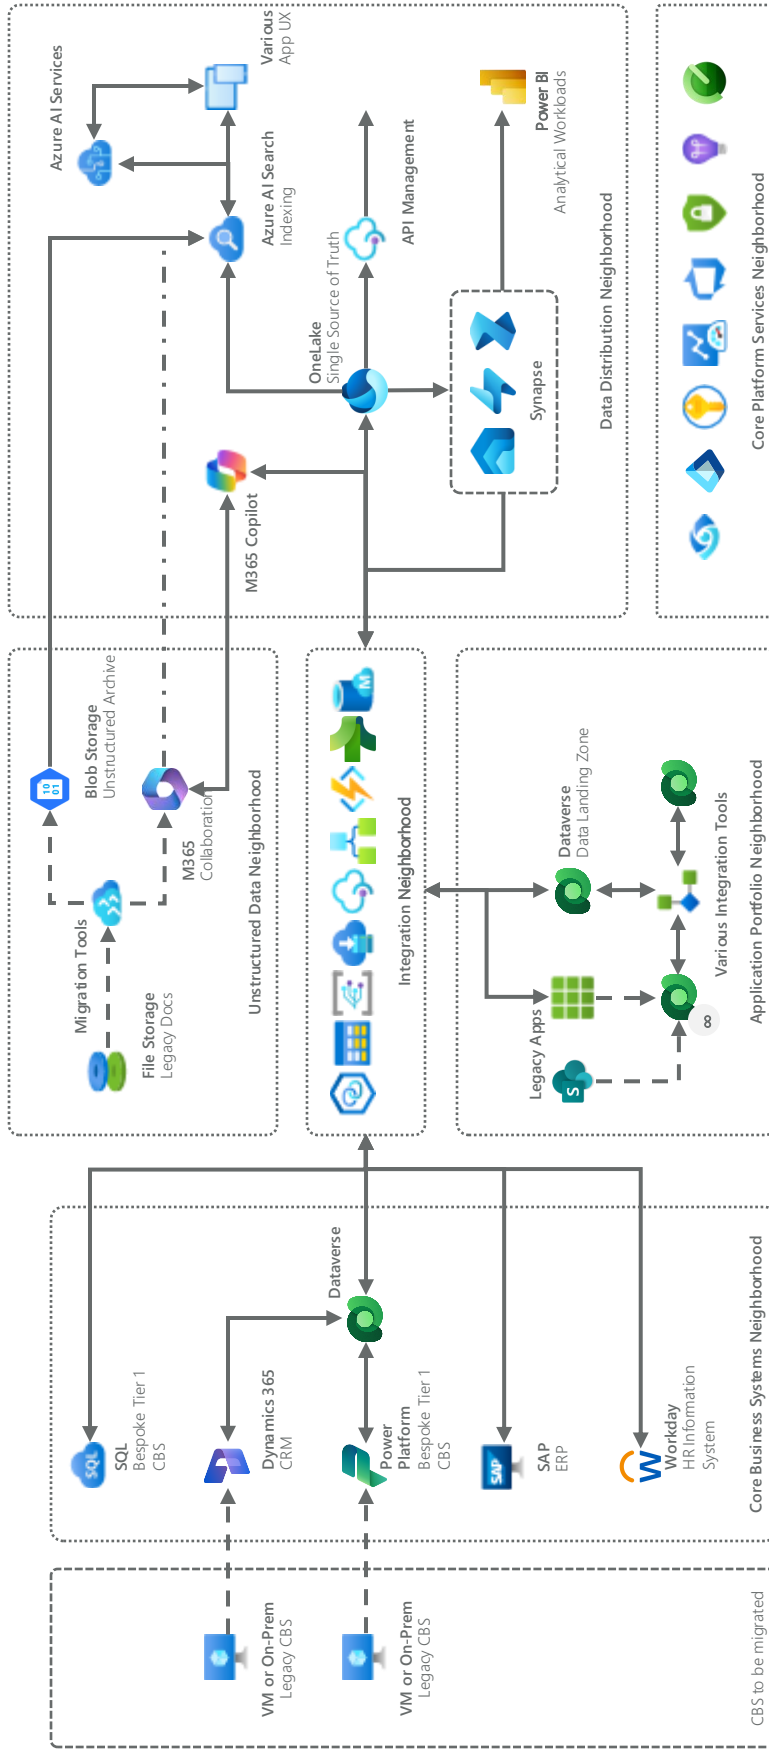 VM or On-Prem
Legacy CBS
VM or On-Prem
Legacy CBS
CBS to be migrated
SQL
SQL
Bespoke Tier 1
CBS
Dynamics 365
CRM
Dataverse
Power
Platform
Bespoke Tier 1
CBS
SAP
SAP
ERP
W
Workday
HR Information
System
Core Business Systems Neighborhood
Migration Tools
File Storage
Legacy Docs
10
01
Blob Storage
Unstructured Archive
M365
Collaboration
Unstructured Data Neighborhood
M
Integration Neighborhood
Legacy Apps
S
∞
Dataverse
Data Landing Zone
Various Integration Tools
Application Portfolio Neighborhood
Azure AI Services
Various
App UX
Azure AI Search
Indexing
M365 Copilot
OneLake
Single Source of Truth
API Management
Synapse
Power BI
Analytical Workloads
Data Distribution Neighborhood
Core Platform Services Neighborhood